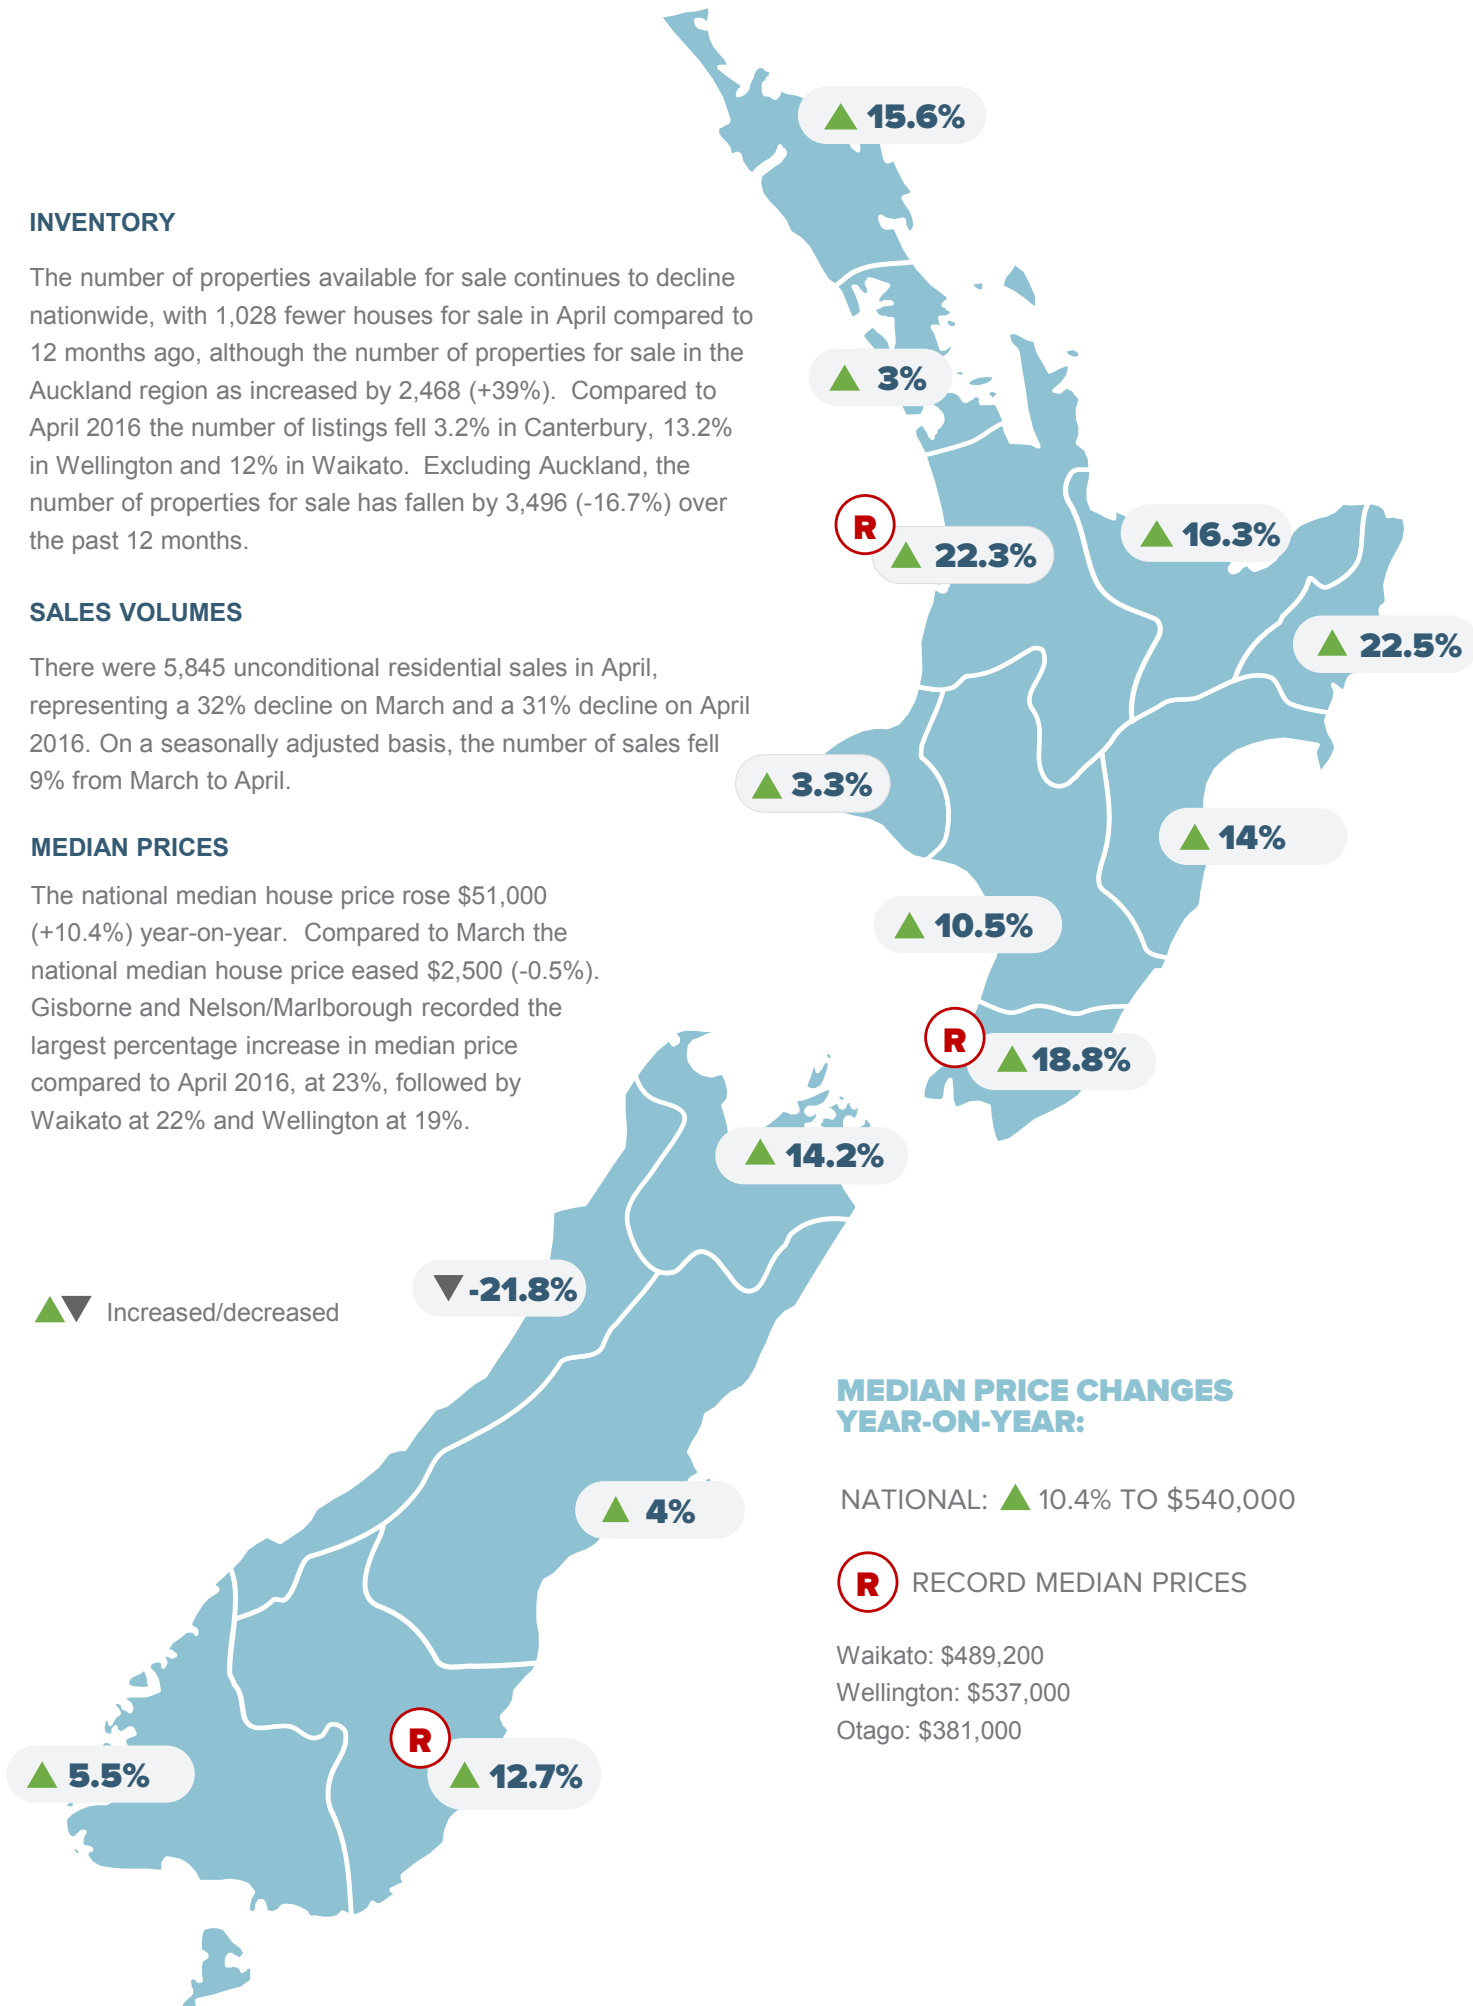 15.6%
INVENTORY
The number of properties available for sale continues to decline
nationwide, with 1,028 fewer houses for sale in April compared to
12 months ago, although the number of properties for sale in the
Auckland region as increased by 2,468 (+39%).  Compared to
April 2016 the number of listings fell 3.2% in Canterbury, 13.2%
in Wellington and 12% in Waikato.  Excluding Auckland, the
number of properties for sale has fallen by 3,496 (-16.7%) over
the past 12 months.
3%
R
22.3%
16.3%
22.5%
SALES VOLUMES
There were 5,845 unconditional residential sales in April,
representing a 32% decline on March and a 31% decline on April
2016. On a seasonally adjusted basis, the number of sales fell
9% from March to April.
3.3%
14%
MEDIAN PRICES
The national median house price rose $51,000
(+10.4%) year-on-year.  Compared to March the
national median house price eased $2,500 (-0.5%).
Gisborne and Nelson/Marlborough recorded the
largest percentage increase in median price
compared to April 2016, at 23%, followed by
Waikato at 22% and Wellington at 19%.
10.5%
R
18.8%
14.2%
-21.8%
Increased/decreased
4%
MEDIAN PRICE CHANGES
YEAR-ON-YEAR:
NATIONAL: 10.4% TO $540,000
R RECORD MEDIAN PRICES
Waikato: $489,200
Wellington: $537,000
Otago: $381,000
R
12.7%
5.5%